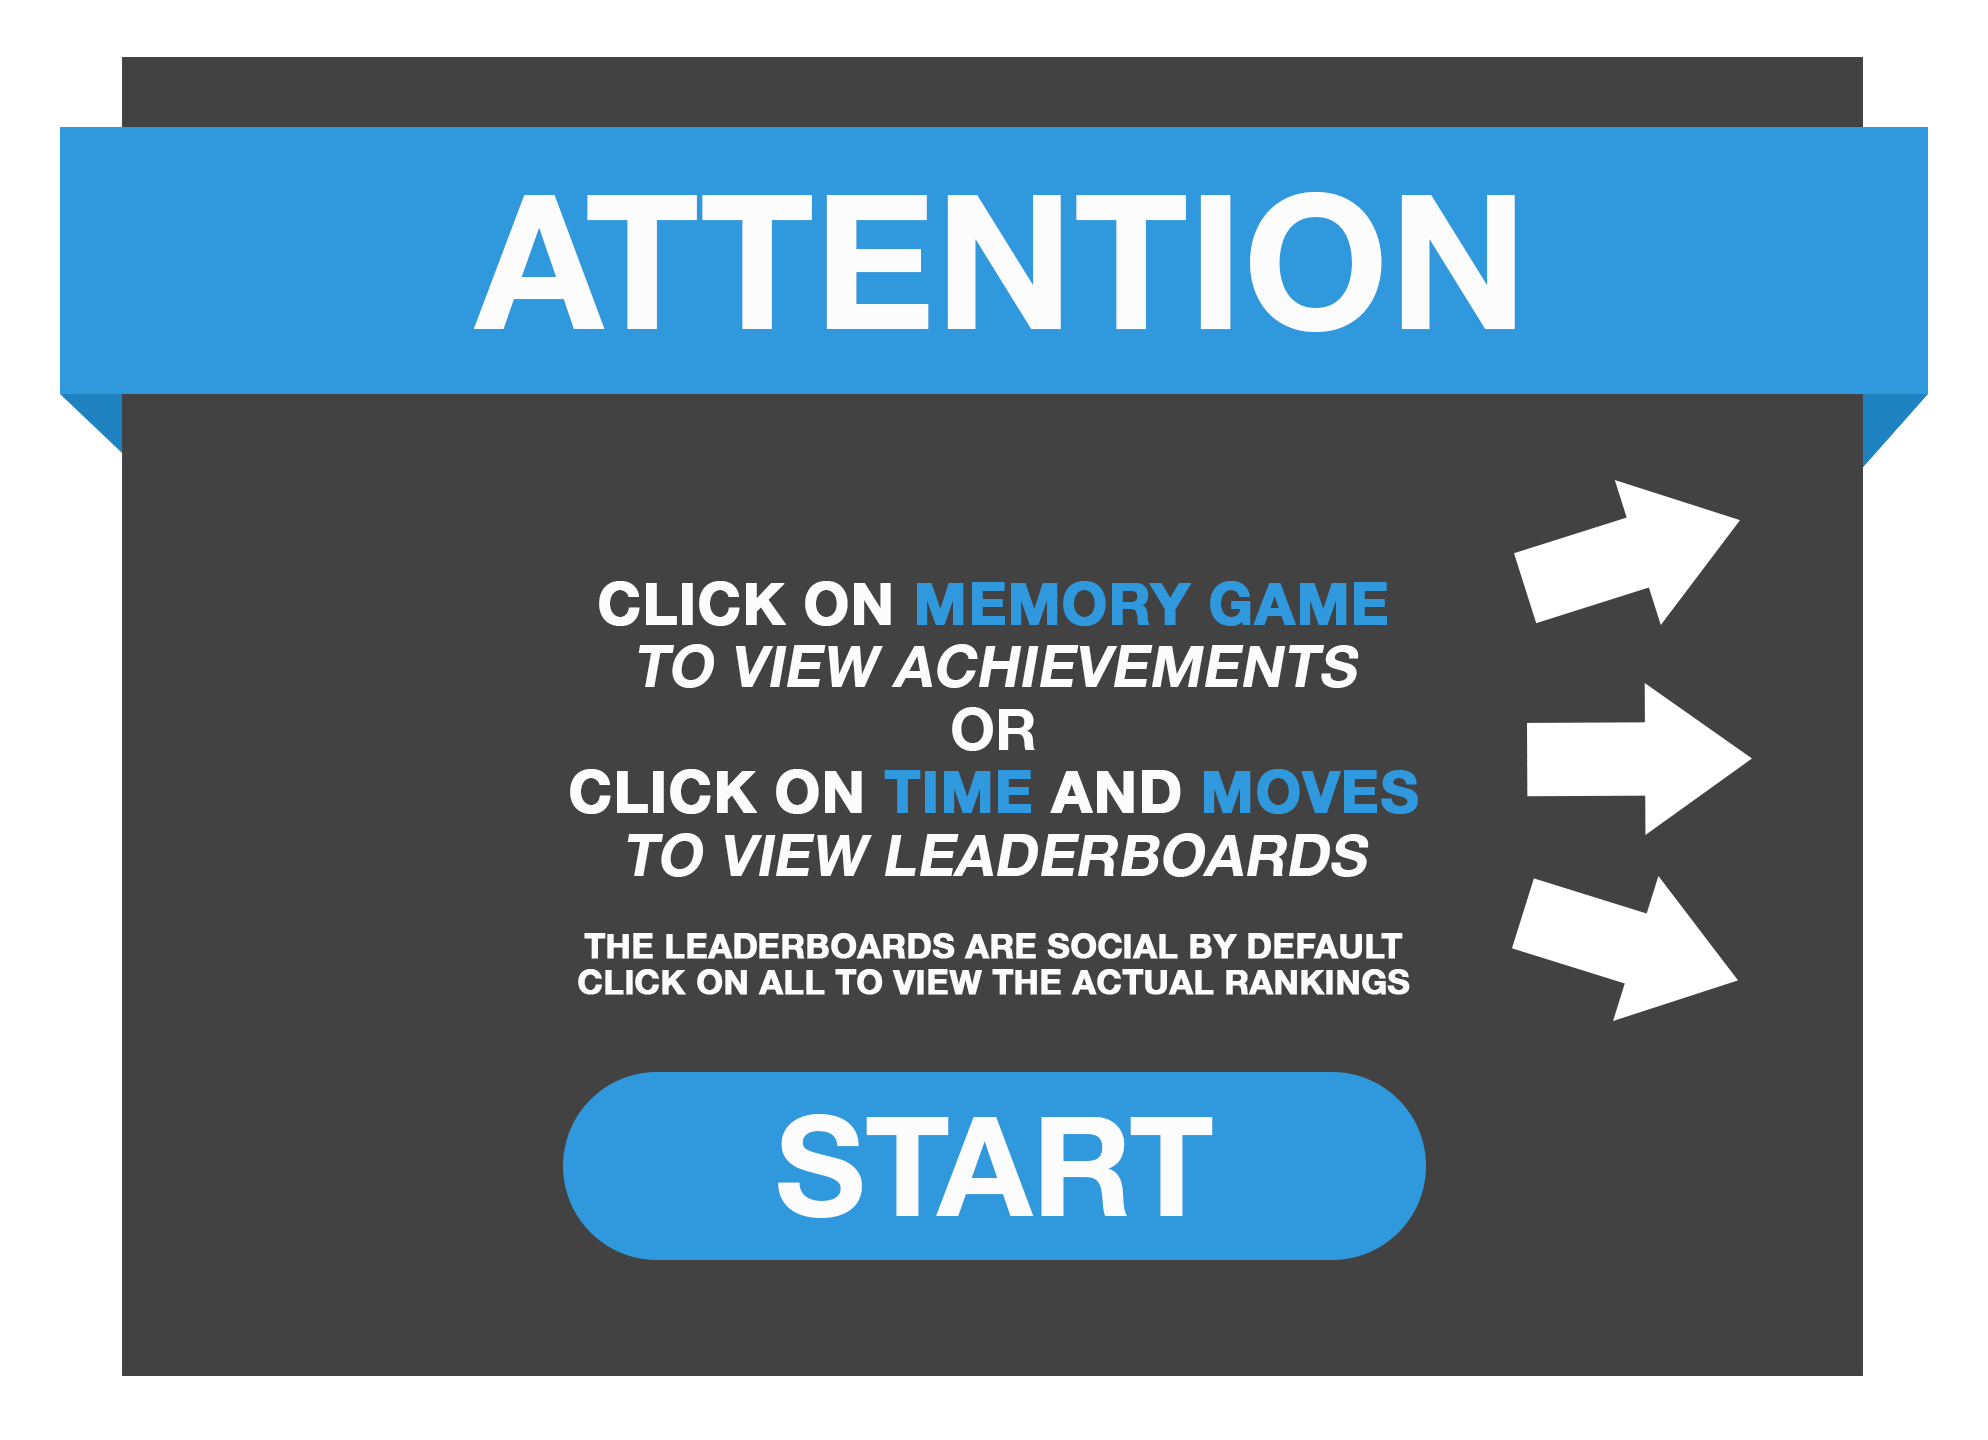 ATTENTION
CLICK ON MEMORY GAME
TO VIEW ACHIEVEMENTS
OR
CLICK ON TIME AND MOVES
TO VIEW LEADERBOARDS
THE LEADERBOARDS ARE SOCIAL BY DEFAULT
CLICK ON ALL TO VIEW THE ACTUAL RANKINGS
START